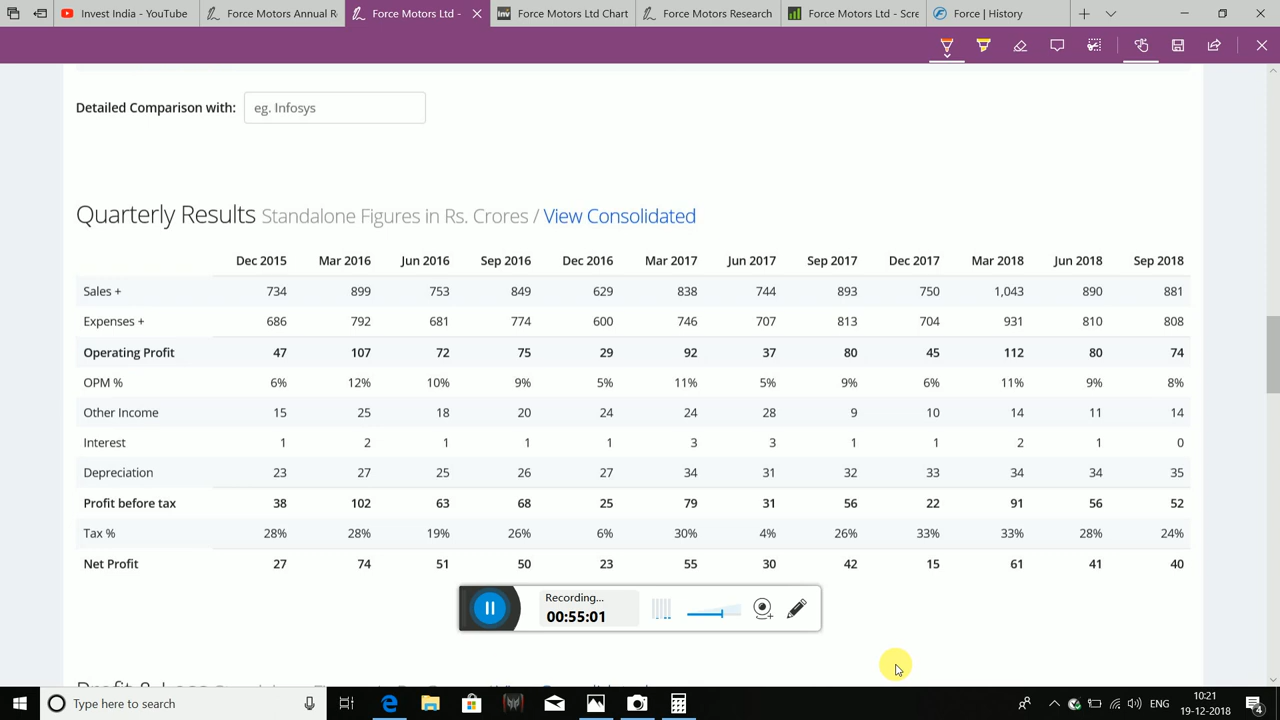 Invest India - YouTube
Force Motors Annual R
Force Motors Ltd -
Force Motors Ltd Chart
Force Motors Research
Force Motors Ltd - Scre
Force | History
Detailed Comparison with: eg. Infosys
Quarterly Results Standalone Figures in Rs. Crores / View Consolidated
Dec 2015 Mar 2016 Jun 2016 Sep 2016 Dec 2016 Mar 2017 Jun 2017 Sep 2017 Dec 2017 Mar 2018 Jun 2018 Sep 2018
Sales + 734 899 753 849 629 838 744 893 750 1,043 890 881
Expenses + 686 792 681 774 600 746 707 813 704 931 810 808
Operating Profit 47 107 72 75 29 92 37 80 45 112 80 74
OPM % 6% 12% 10% 9% 5% 11% 5% 9% 6% 11% 9% 8%
Other Income 15 25 18 20 24 24 28 9 10 14 11 14
Interest 1 2 1 1 1 3 3 1 1 2 1 0
Depreciation 23 27 25 26 27 34 31 32 33 34 34 35
Profit before tax 38 102 63 68 25 79 31 56 22 91 56 52
Tax % 28% 28% 19% 26% 6% 30% 4% 26% 33% 33% 28% 24%
Net Profit 27 74 51 50 23 55 30 42 15 61 41 40
Recording...
00:55:01
Type here to search
ENG
10:21
19-12-2018